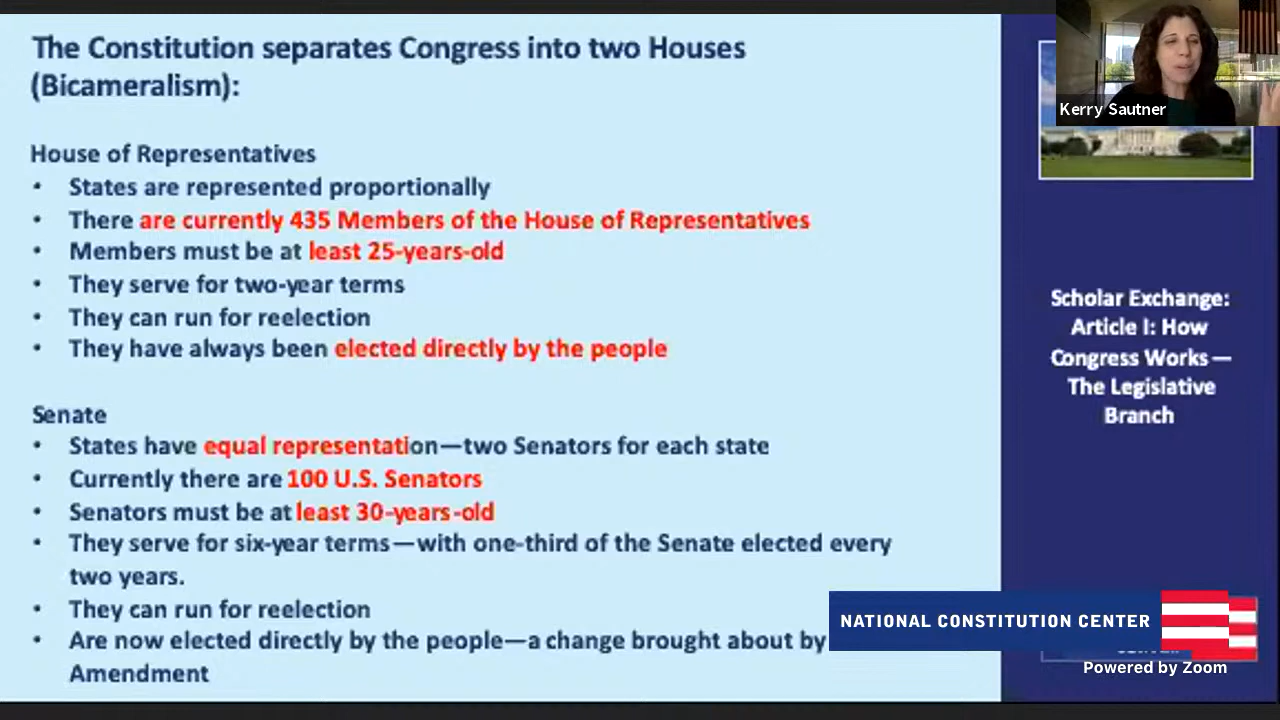 The Constitution separates Congress into two Houses
(Bicameralism):
House of Representatives
• States are represented proportionally
• There are currently 435 Members of the House of Representatives
• Members must be at least 25-years-old
• They serve for two-year terms
• They can run for reelection
• They have always been elected directly by the people
Senate
• States have equal representation—two Senators for each state
• Currently there are 100 U.S. Senators
• Senators must be at least 30-years-old
• They serve for six-year terms—with one-third of the Senate elected every
two years.
• They can run for reelection
• Are now elected directly by the people—a change brought about by
Amendment
Kerry Sautner
Scholar Exchange:
Article I: How
Congress Works—
The Legislative
Branch
NATIONAL CONSTITUTION CENTER
Powered by Zoom